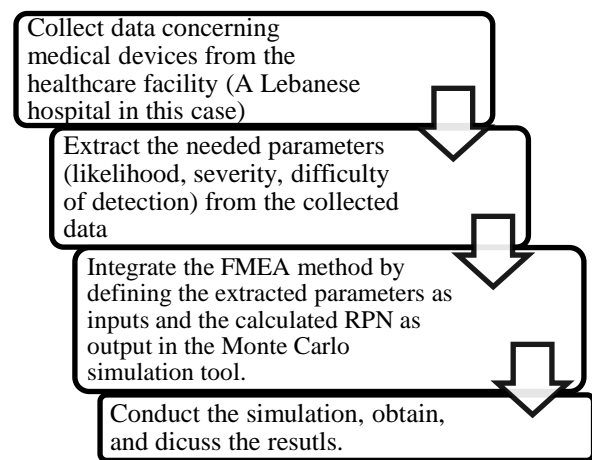 Collect data concerning
medical devices from the
healthcare facility (A Lebanese
hospital in this case)
Extract the needed parameters
(likelihood, severity, difficulty
of detection) from the collected
data
Integrate the FMEA method by
defining the extracted parameters as
inputs and the calculated RPN as
output in the Monte Carlo
simulation tool.
Conduct the simulation, obtain,
and dicuss the resutls.